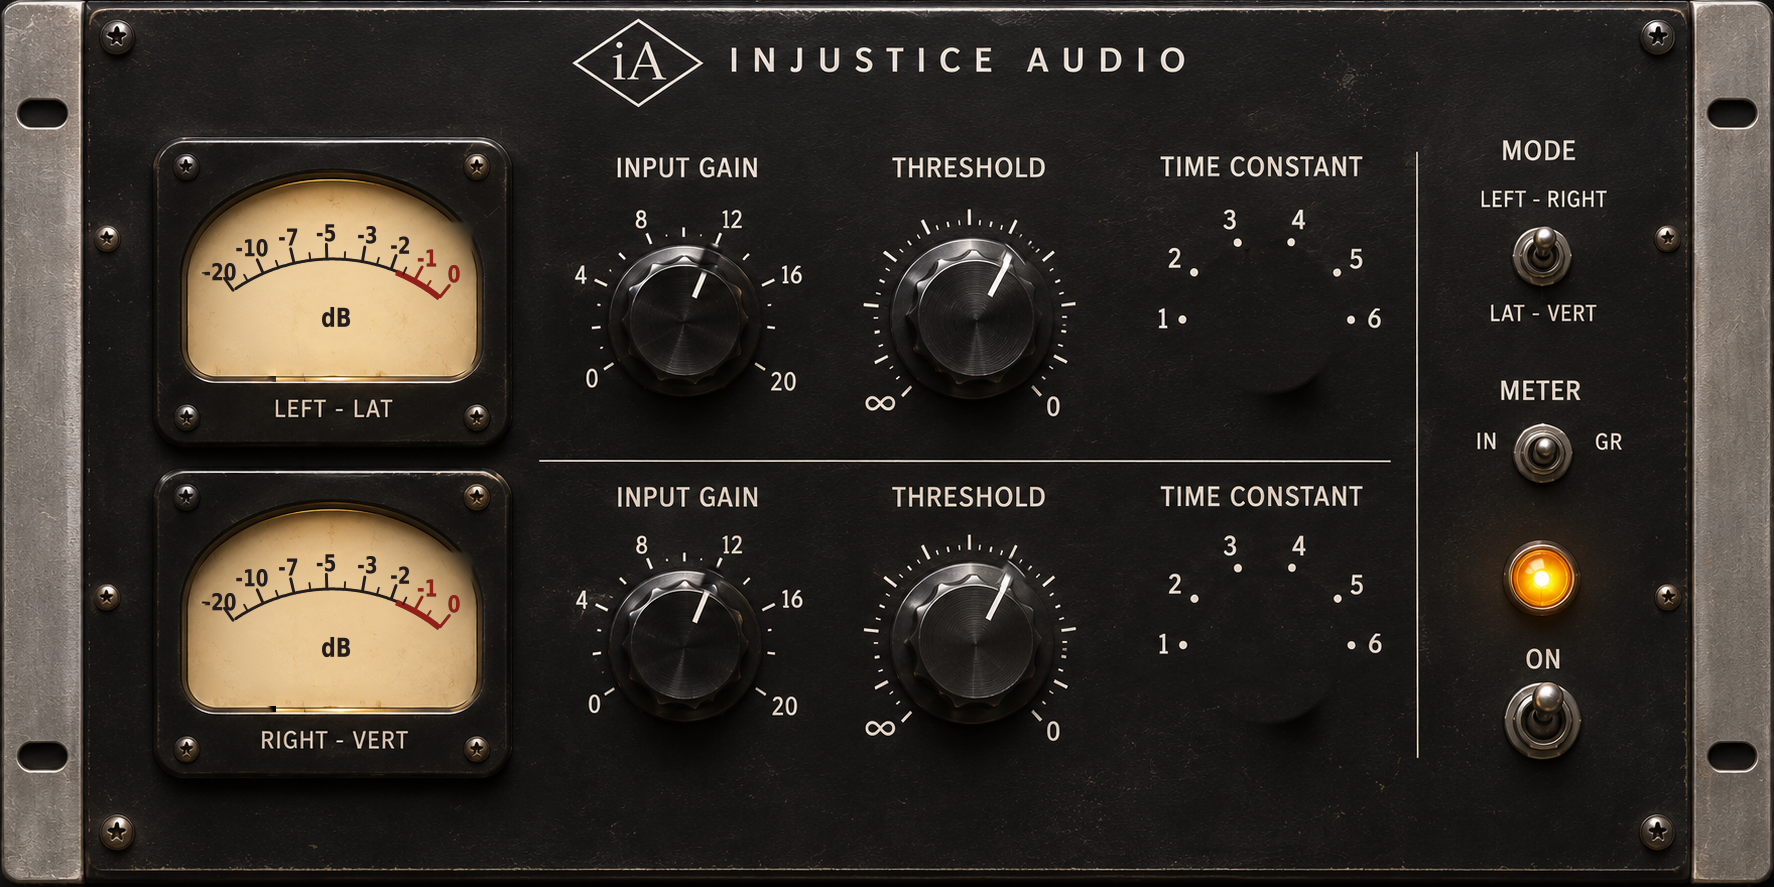 iA INJUSTICE AUDIO
-20 -10 -7 -5 -3 -2 -1 0
dB
LEFT - LAT
INPUT GAIN
0 4 8 12 16 20
THRESHOLD
∞ 0
TIME CONSTANT
1 2 3 4 5 6
-20 -10 -7 -5 -3 -2 -1 0
dB
RIGHT - VERT
INPUT GAIN
0 4 8 12 16 20
THRESHOLD
∞ 0
TIME CONSTANT
1 2 3 4 5 6
MODE
LEFT - RIGHT
LAT - VERT
METER
IN GR
ON